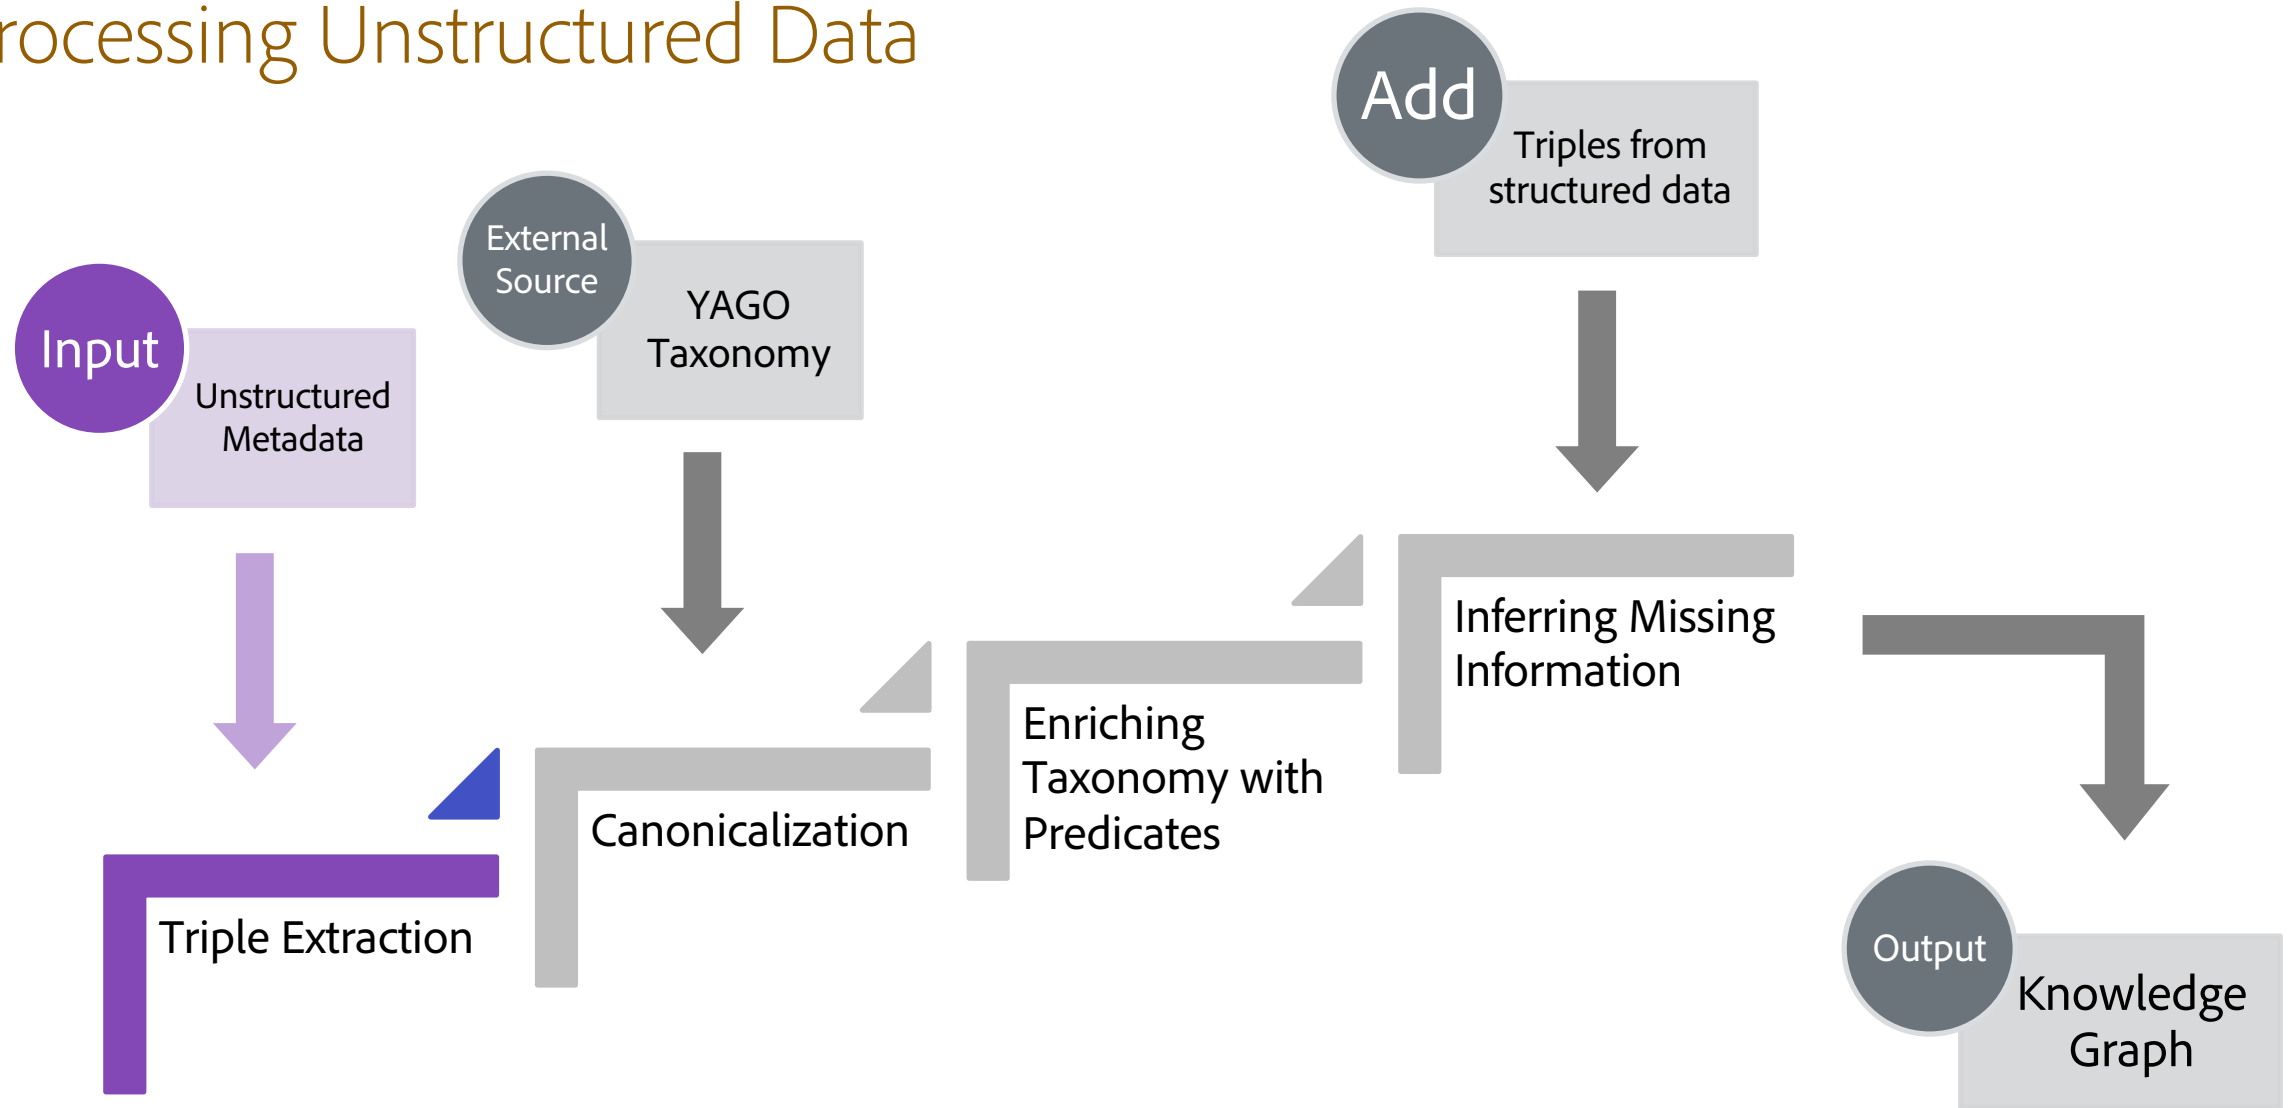 rocessing Unstructured Data
Add
Triples from
structured data
External
Source
YAGO
Taxonomy
Input
Unstructured
Metadata
Inferring Missing
Information
Enriching
Taxonomy with
Predicates
Canonicalization
Triple Extraction
Output
Knowledge
Graph